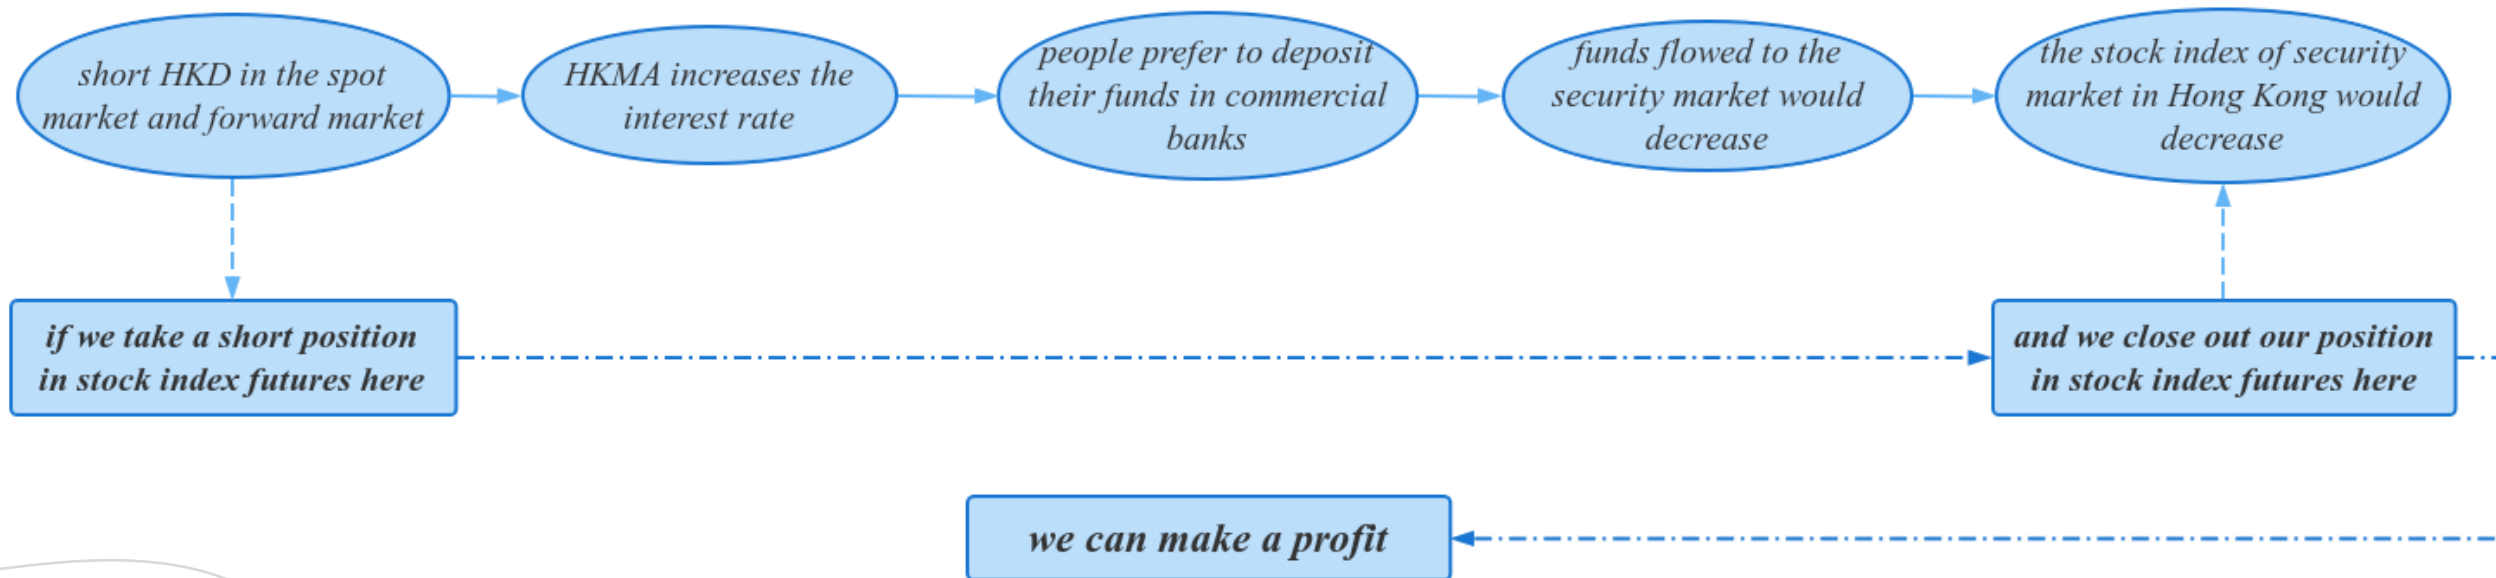 short HKD in the spot
market and forward market
HKMA increases the
interest rate
people prefer to deposit
their funds in commercial
banks
funds flowed to the
security market would
decrease
the stock index of security
market in Hong Kong would
decrease
if we take a short position
in stock index futures here
and we close out our position
in stock index futures here
we can make a profit